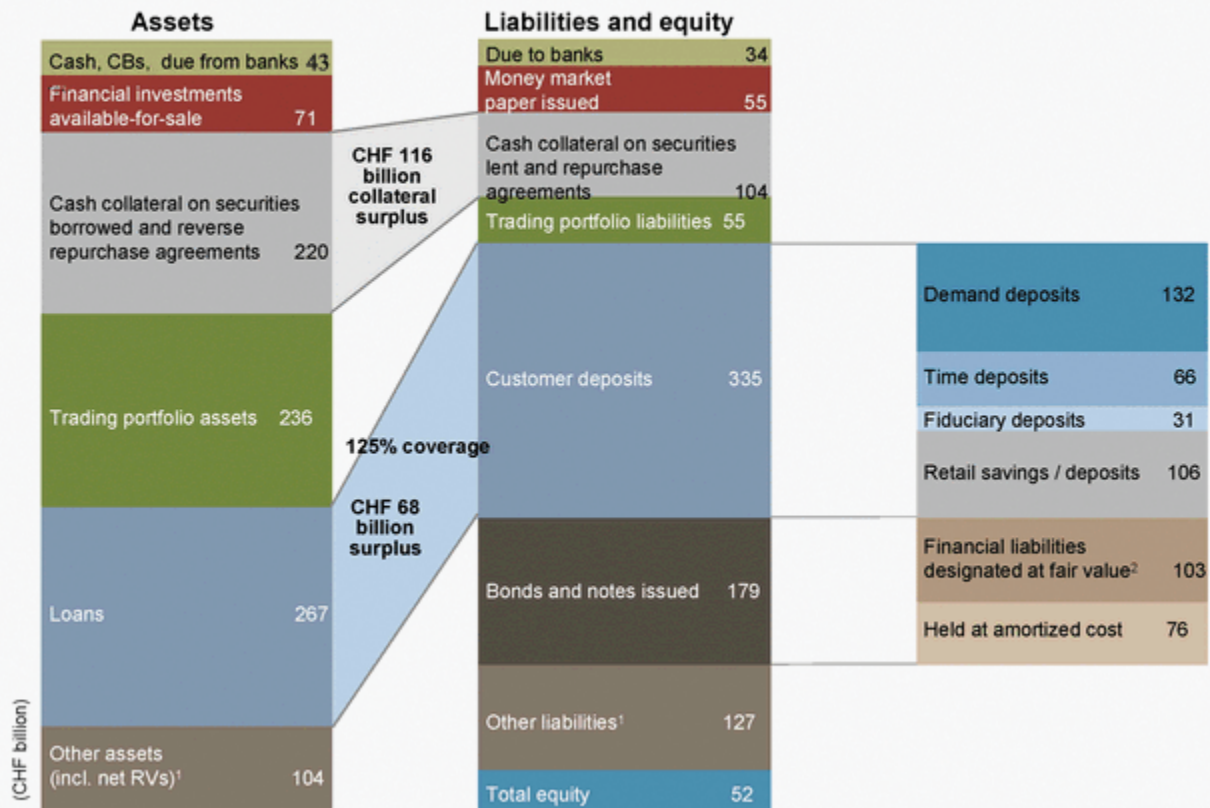 Assets
Cash, CBs, due from banks 43
Financial investments
available-for-sale 71
Cash collateral on securities
borrowed and reverse
repurchase agreements 220
Trading portfolio assets 236
Loans 267
Other assets
(incl. net RVs)¹ 104
(CHF billion)
CHF 116
billion
collateral
surplus
125% coverage
CHF 68
billion
surplus
Liabilities and equity
Due to banks 34
Money market
paper issued 55
Cash collateral on securities
lent and repurchase
agreements 104
Trading portfolio liabilities 55
Customer deposits 335
Bonds and notes issued 179
Other liabilities¹ 127
Total equity 52
Demand deposits 132
Time deposits 66
Fiduciary deposits 31
Retail savings / deposits 106
Financial liabilities
designated at fair value² 103
Held at amortized cost 76